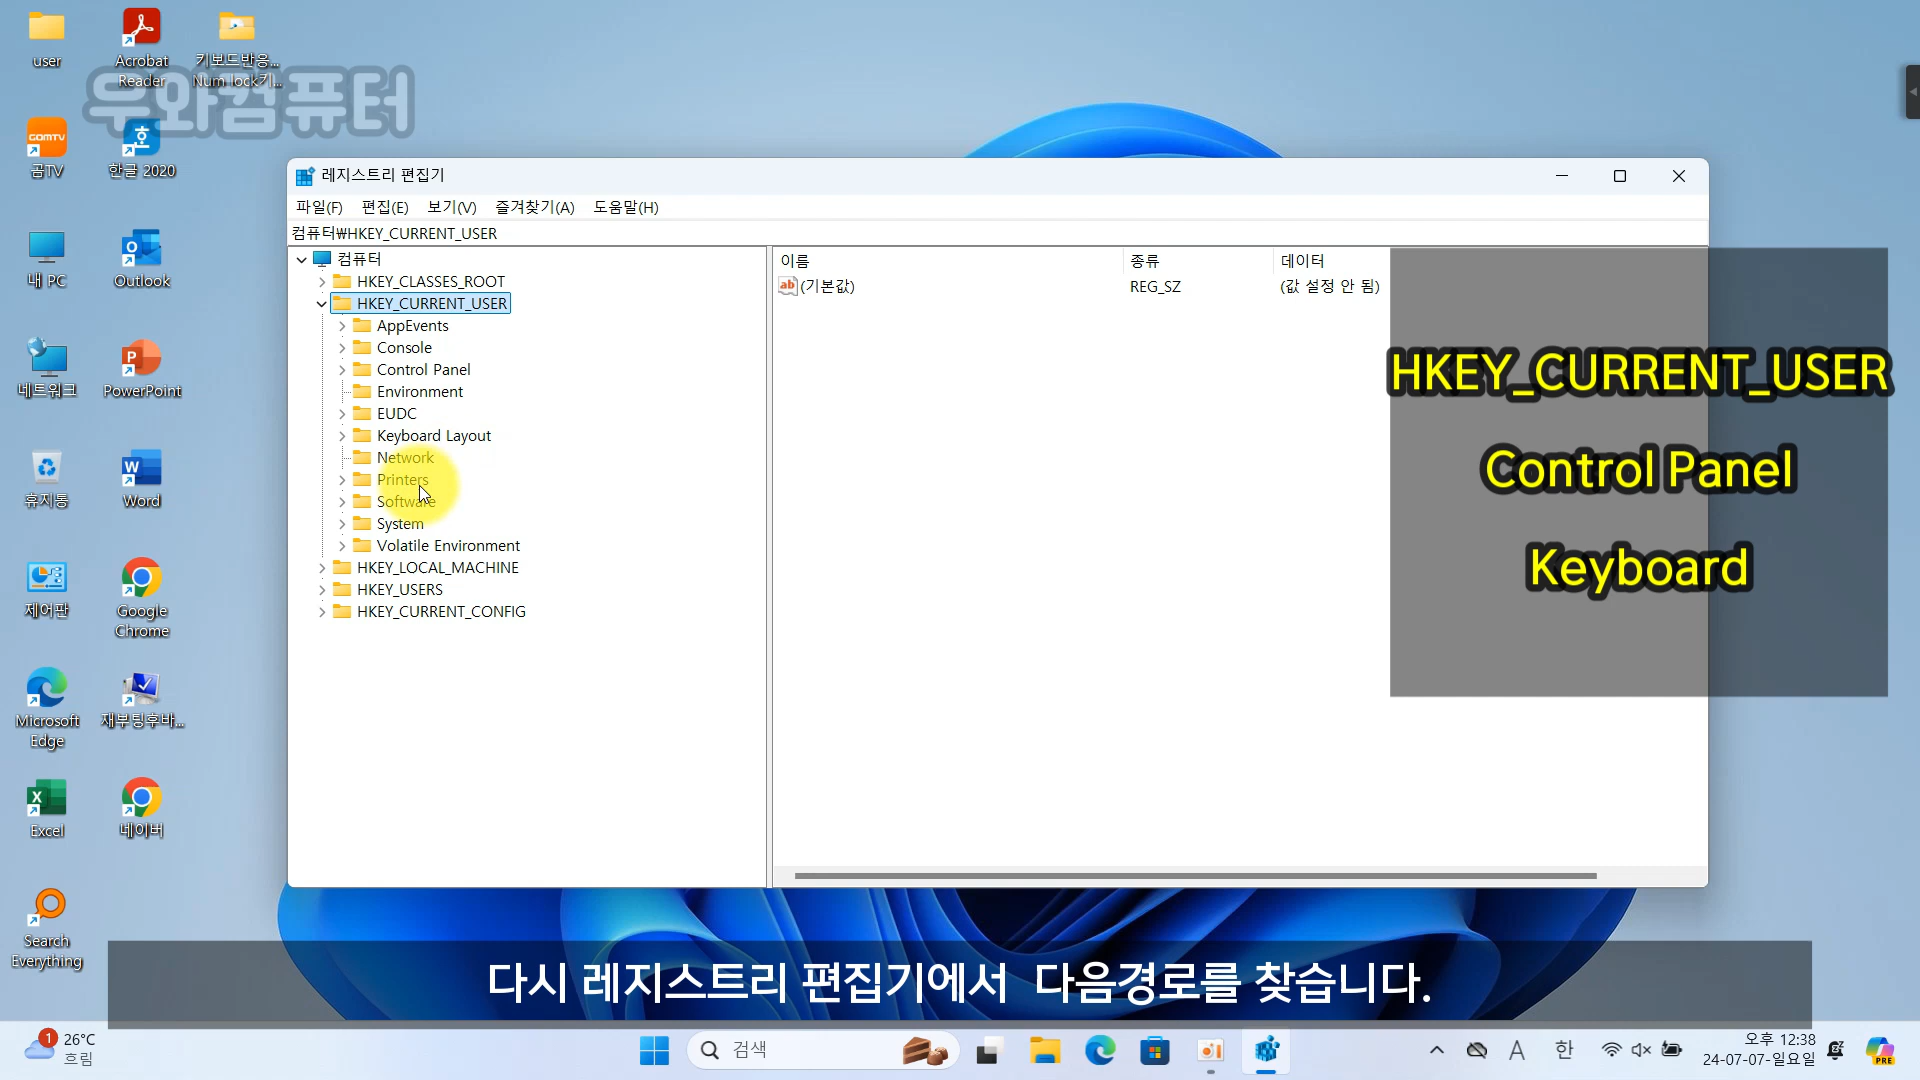 user
Acrobat
Reader
키보드반응...
Num lock키...
두와컴퓨터
곰TV
한글 2020
내 PC
Outlook
네트워크
PowerPoint
휴지통
Word
제어판
Google
Chrome
Microsoft
Edge
재부팅후바...
Excel
네이버
Search
Everything
레지스트리 편집기
파일(F) 편집(E) 보기(V) 즐겨찾기(A) 도움말(H)
컴퓨터₩HKEY_CURRENT_USER
컴퓨터
HKEY_CLASSES_ROOT
HKEY_CURRENT_USER
AppEvents
Console
Control Panel
Environment
EUDC
Keyboard Layout
Network
Printers
Software
System
Volatile Environment
HKEY_LOCAL_MACHINE
HKEY_USERS
HKEY_CURRENT_CONFIG
이름 종류 데이터
(기본값) REG_SZ (값 설정 안 됨)
HKEY_CURRENT_USER
Control Panel
Keyboard
다시 레지스트리 편집기에서 다음경로를 찾습니다.
1
26°C
흐림
검색
A
한
오후 12:38
24-07-07-일요일
PRE